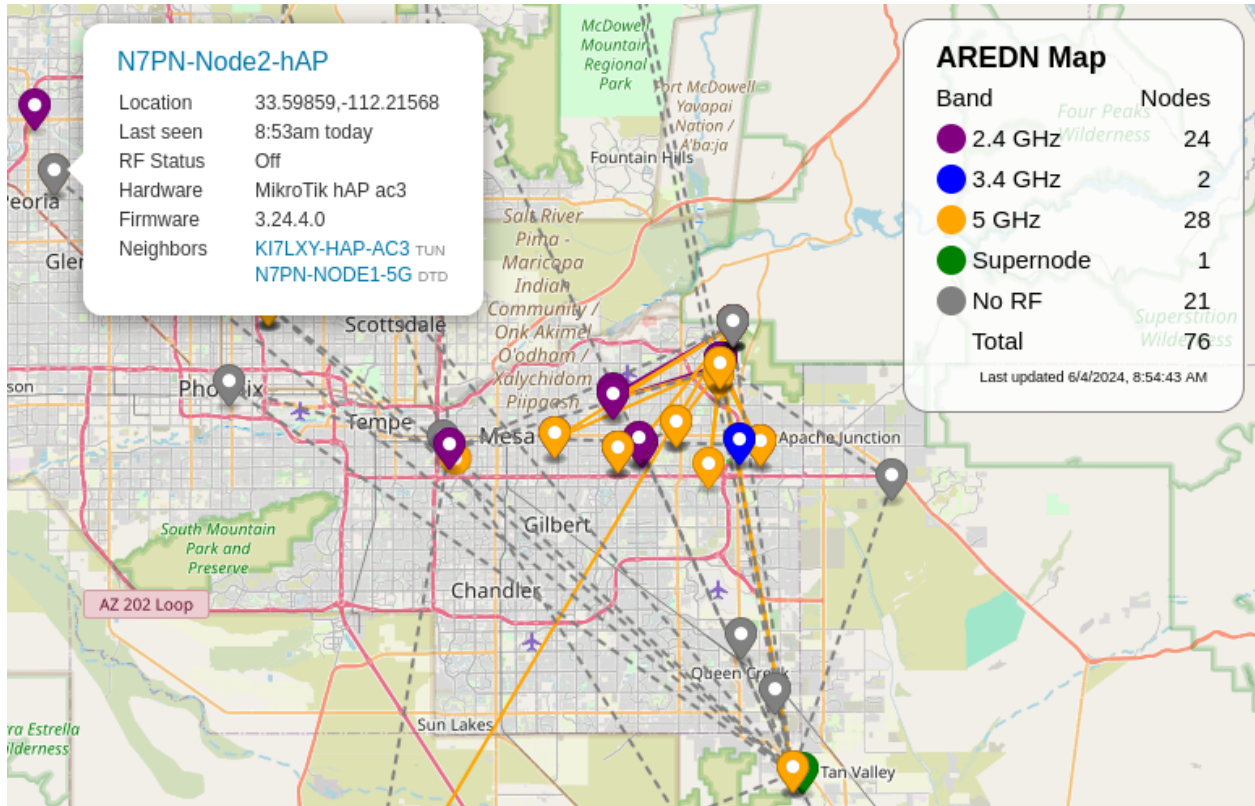 N7PN-Node2-hAP
Location 33.59859,-112.21568
Last seen 8:53am today
RF Status Off
Hardware MikroTik hAP ac3
Firmware 3.24.4.0
Neighbors KI7LXY-HAP-AC3 TUN
N7PN-NODE1-5G DTD
AREDN Map
Band Nodes
2.4 GHz 24
3.4 GHz 2
5 GHz 28
Supernode 1
No RF 21
Total 76
Last updated 6/4/2024, 8:54:43 AM
McDowell
Mountain
Regional
Park
Fort McDowell
Yavapai
Nation /
A'ba:ja
Four Peaks
Wilderness
Fountain Hills
Salt River
Pima -
Maricopa
Indian
Community /
Onk Akimel
O'odham /
Xalychidom
Piipaash
Superstition
Wilderness
eoria
Glen
Scottsdale
son
Phoenix
Tempe
Mesa
Apache Junction
Gilbert
South Mountain
Park and
Preserve
Chandler
AZ 202 Loop
Queen Creek
Sun Lakes
rra Estrella
ilderness
Tan Valley